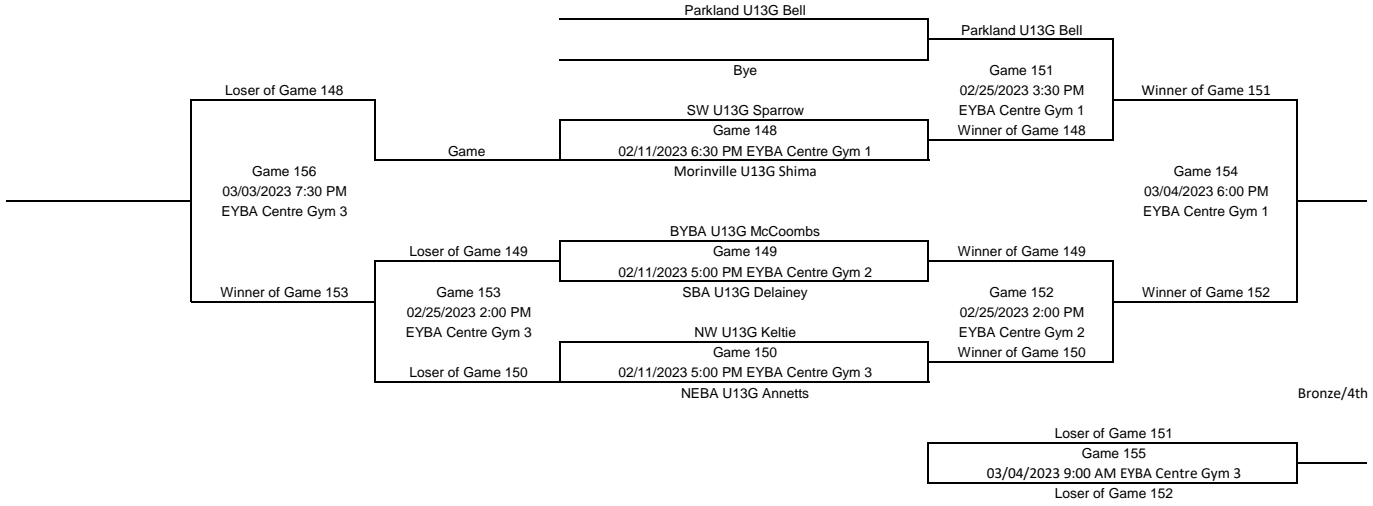 Parkland U13G Bell
Parkland U13G Bell
Bye
Game 151
Loser of Game 148
02/25/2023 3:30 PM
Winner of Game 151
SW U13G Sparrow
EYBA Centre Gym 1
Game 148
Winner of Game 148
Game
02/11/2023 6:30 PM EYBA Centre Gym 1
Game 156
Morinville U13G Shima
Game 154
03/03/2023 7:30 PM
03/04/2023 6:00 PM
EYBA Centre Gym 3
EYBA Centre Gym 1
BYBA U13G McCoombs
Loser of Game 149
Game 149
Winner of Game 149
02/11/2023 5:00 PM EYBA Centre Gym 2
Winner of Game 153
Game 153
SBA U13G Delainey
Game 152
Winner of Game 152
02/25/2023 2:00 PM
02/25/2023 2:00 PM
EYBA Centre Gym 3
NW U13G Keltie
EYBA Centre Gym 2
Game 150
Winner of Game 150
Loser of Game 150
02/11/2023 5:00 PM EYBA Centre Gym 3
NEBA U13G Annetts
Bronze/4th
Loser of Game 151
Game 155
03/04/2023 9:00 AM EYBA Centre Gym 3
Loser of Game 152